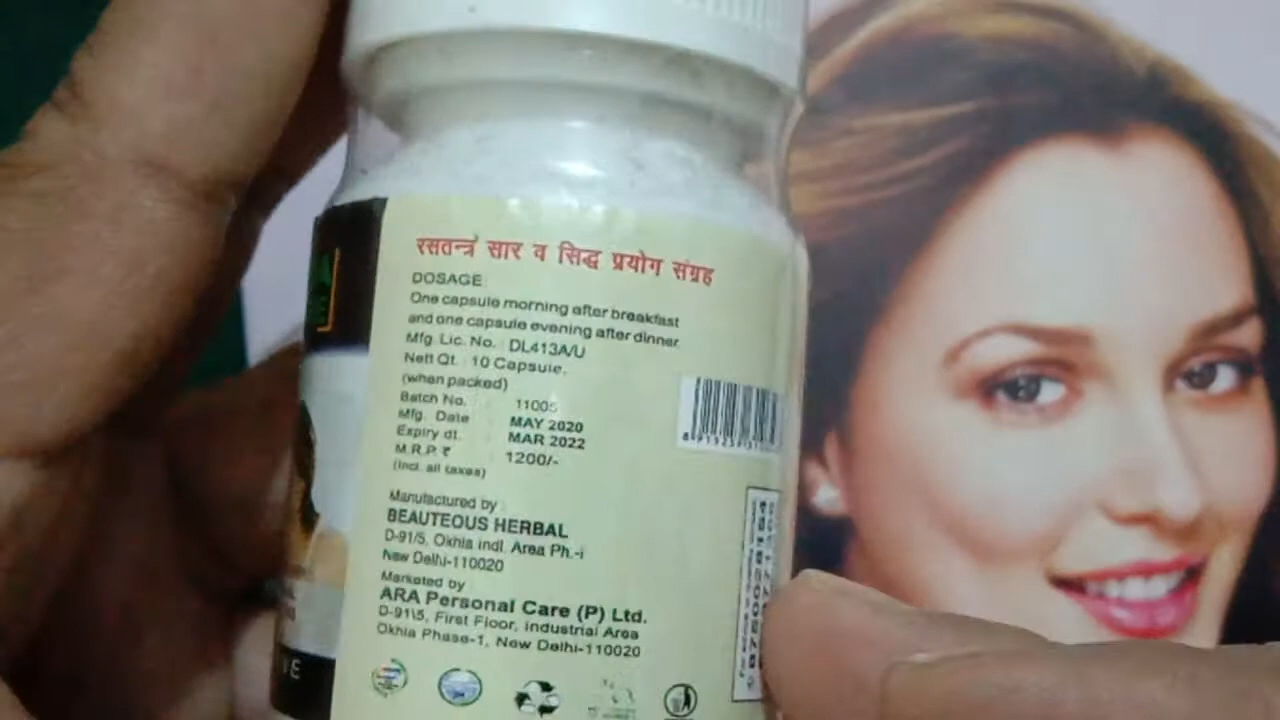 रसतन्त्र सार व सिद्ध प्रयोग संग्रह
DOSAGE:
One capsule morning after breakfast
and one capsule evening after dinner.
Mfg. Lic. No. DL413A/U
Nett Qt. : 10 Capsule.
(when packed)
Batch No. : 11005
Mfg. Date : MAY 2020
Expiry dt. : MAR 2022
M.R.P. ₹ 1200/-
(Incl. all taxes)
Manufactured by :
BEAUTEOUS HERBAL
D-91/5, Okhla indl. Area Ph.-i
New Delhi-110020
Marketed by
ARA Personal Care (P) Ltd.
D-91\5, First Floor, Industrial Area
Okhla Phase-1, New Delhi-110020